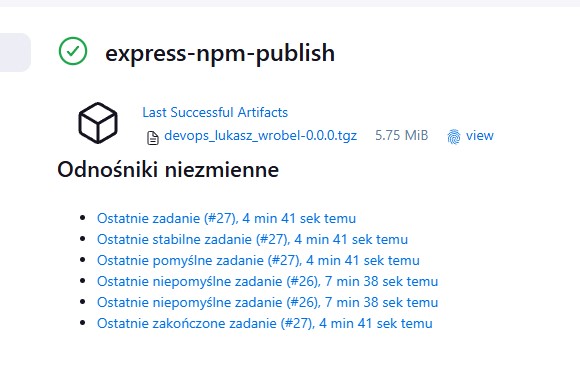 express-npm-publish
Last Successful Artifacts
devops_lukasz_wrobel-0.0.0.tgz 5.75 MiB view
Odnośniki niezmienne
Ostatnie zadanie (#27), 4 min 41 sek temu
Ostatnie stabilne zadanie (#27), 4 min 41 sek temu
Ostatnie pomyślne zadanie (#27), 4 min 41 sek temu
Ostatnie niepomyślne zadanie (#26), 7 min 38 sek temu
Ostatnie niepomyślne zadanie (#26), 7 min 38 sek temu
Ostatnie zakończone zadanie (#27), 4 min 41 sek temu